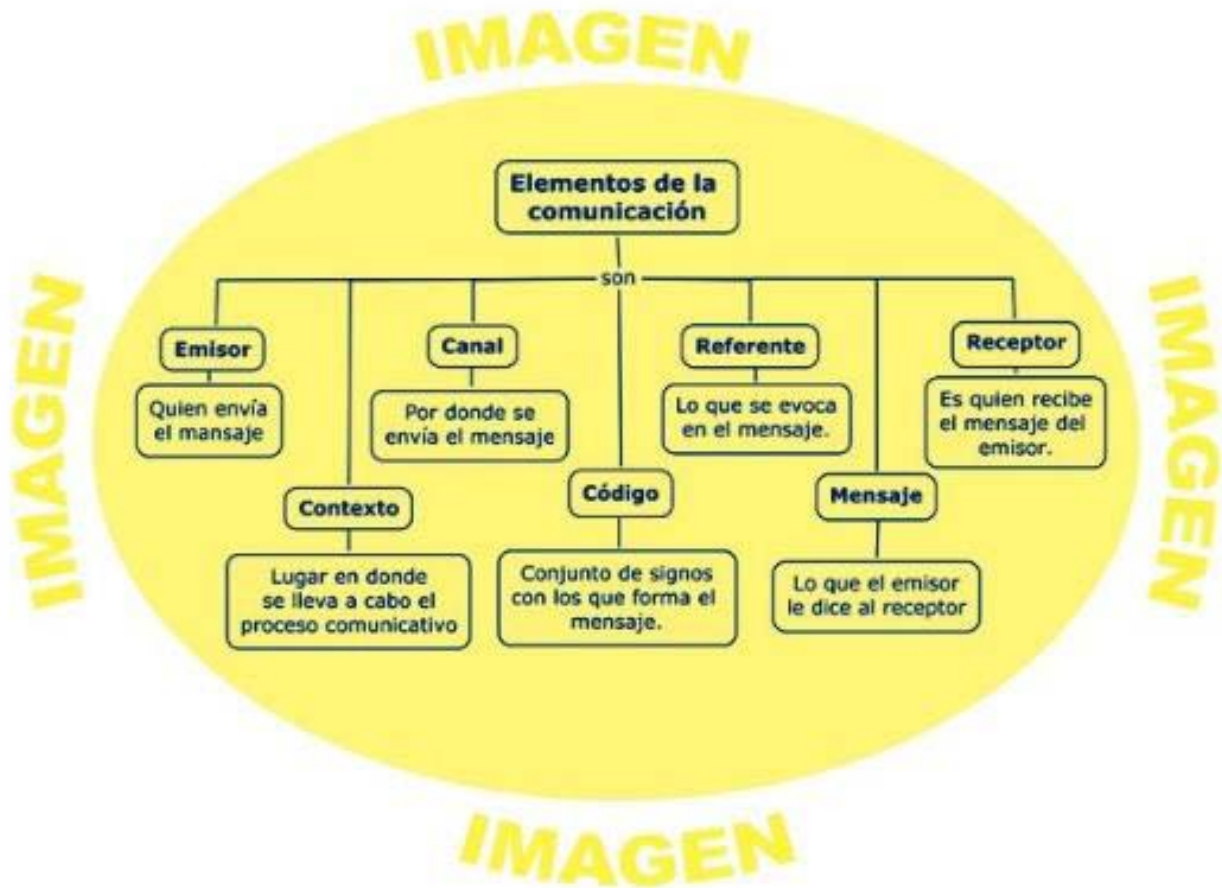 IMAGEN
Elementos de la
comunicación
son
Emisor
Quien envía
el mansaje
Canal
Por donde se
envía el mensaje
Referente
Lo que se evoca
en el mensaje.
Receptor
Es quien recibe
el mensaje del
emisor.
Contexto
Lugar en donde
se lleva a cabo el
proceso comunicativo
Código
Conjunto de signos
con los que forma el
mensaje.
Mensaje
Lo que el emisor
le dice al receptor
IMAGEN
IMAGEN
IMAGEN